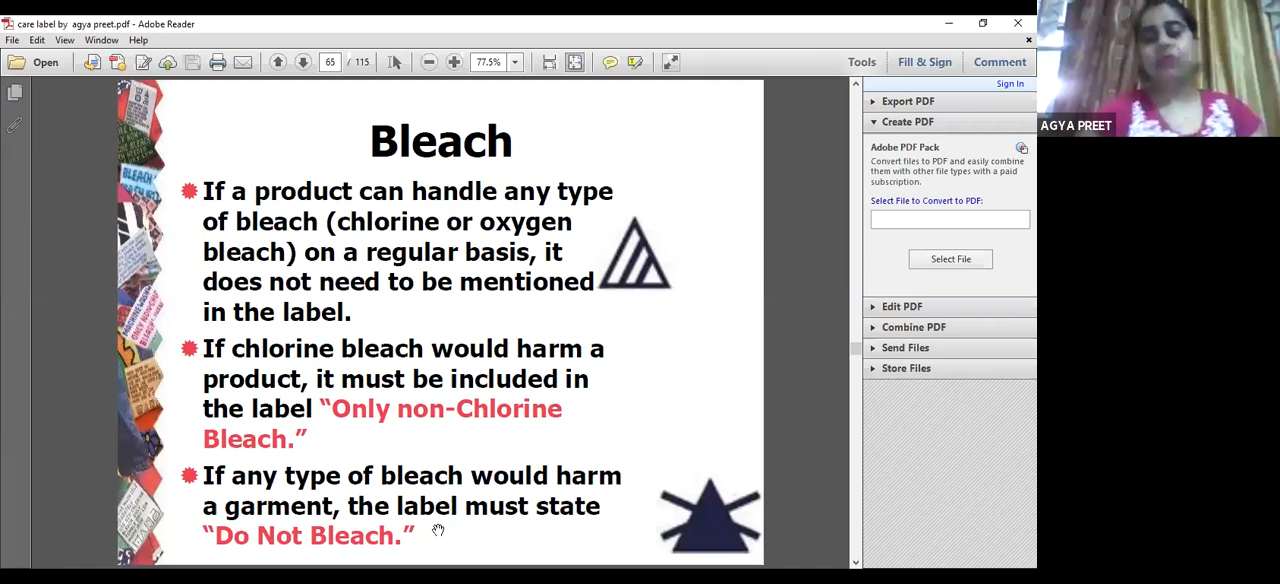 care label by agya preet.pdf - Adobe Reader
File Edit View Window Help
Open 65 / 115 77.5% Tools Fill & Sign Comment
Sign In
Export PDF
Create PDF
Adobe PDF Pack
Convert files to PDF and easily combine
them with other file types with a paid
subscription.
Select File to Convert to PDF:
Select File
Edit PDF
Combine PDF
Send Files
Store Files
AGYA PREET
Bleach
If a product can handle any type
of bleach (chlorine or oxygen
bleach) on a regular basis, it
does not need to be mentioned
in the label.
If chlorine bleach would harm a
product, it must be included in
the label “Only non-Chlorine
Bleach.”
If any type of bleach would harm
a garment, the label must state
“Do Not Bleach.”
BLEACH